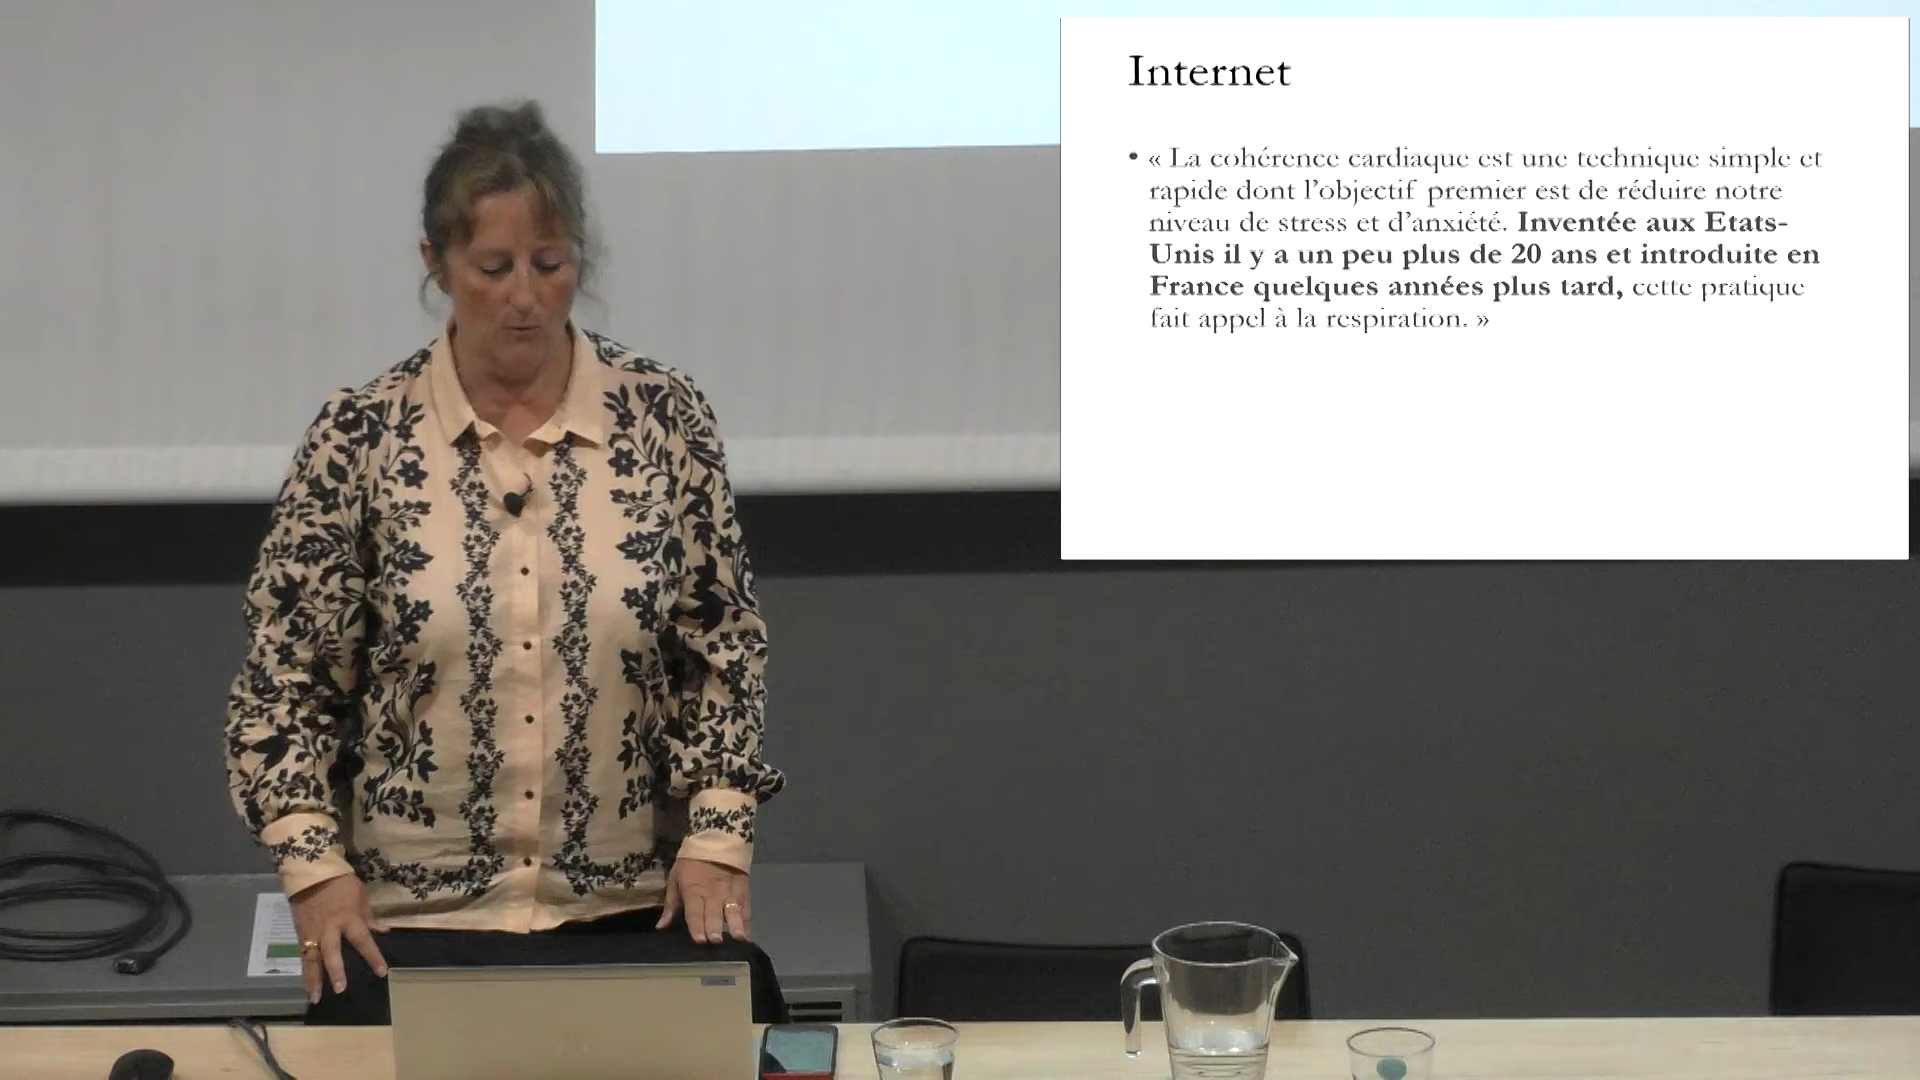 Internet
• « La cohérence cardiaque est une technique simple et
rapide dont l’objectif premier est de réduire notre
niveau de stress et d’anxiété. Inventée aux Etats-
Unis il y a un peu plus de 20 ans et introduite en
France quelques années plus tard, cette pratique
fait appel à la respiration. »